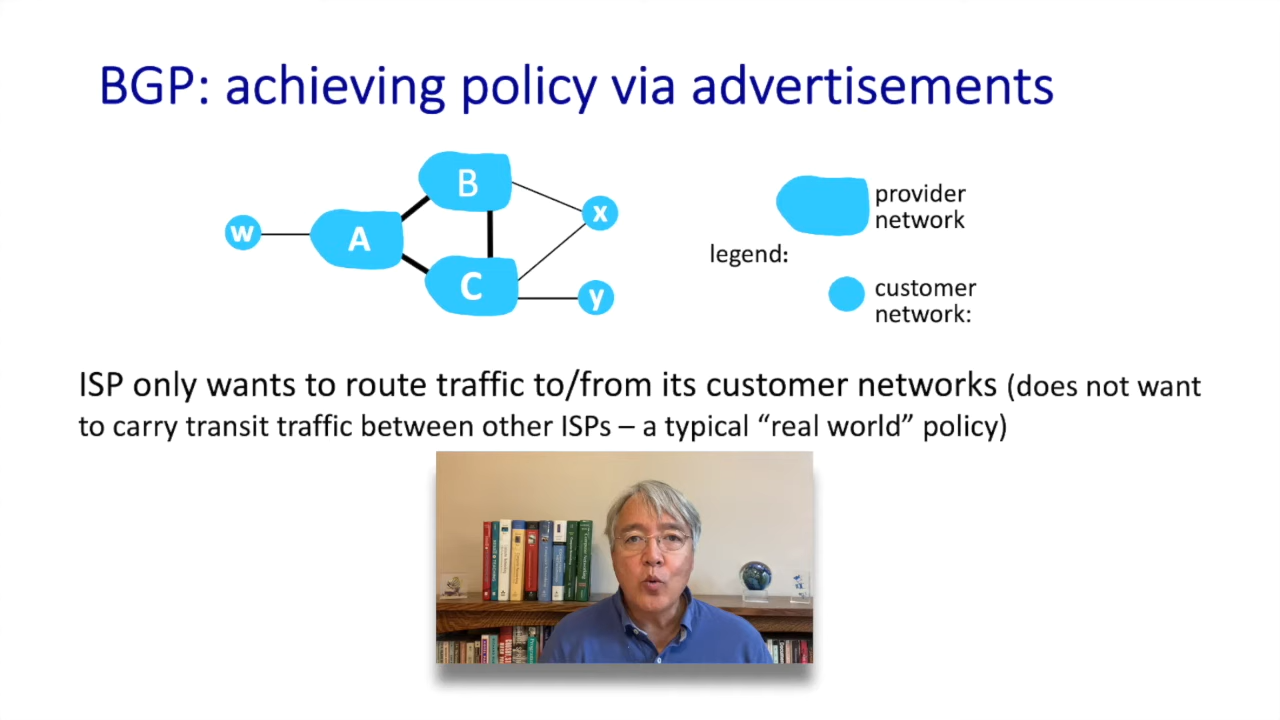 BGP: achieving policy via advertisements
B
w
A
x
C
y
provider
network
legend:
customer
network:
ISP only wants to route traffic to/from its customer networks (does not want
to carry transit traffic between other ISPs – a typical “real world” policy)